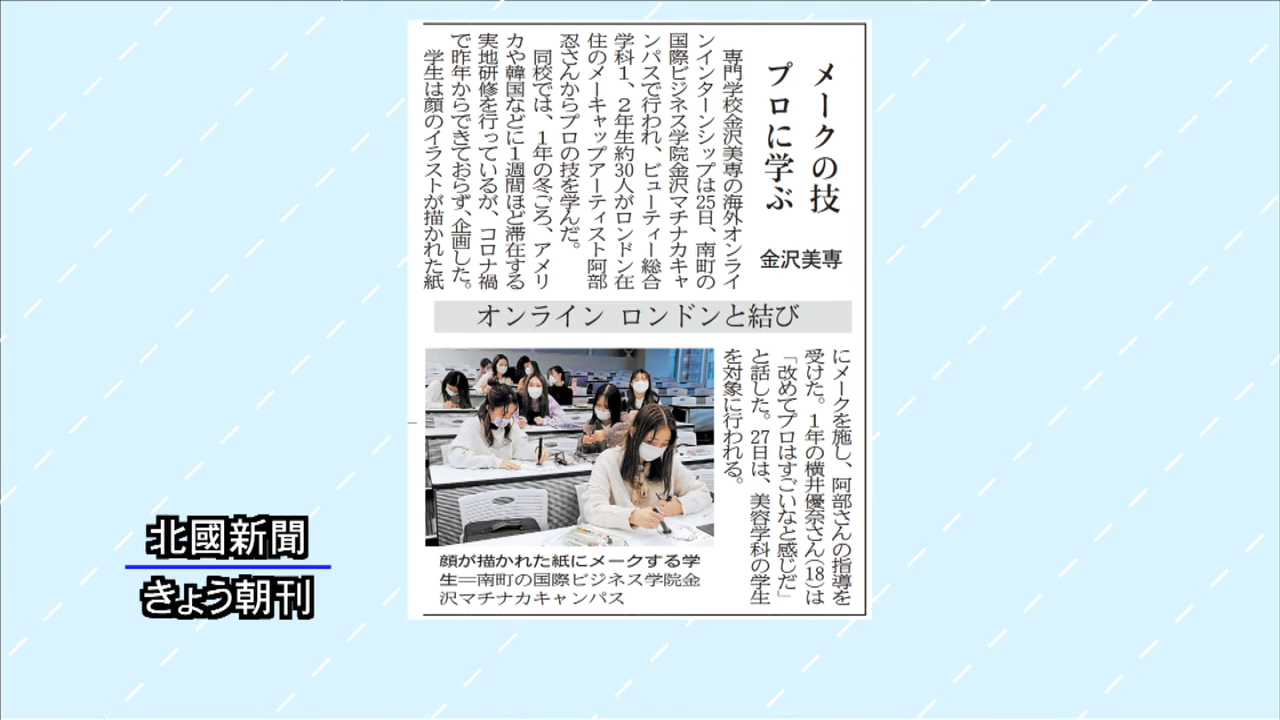 メークの技
プロに学ぶ
金沢美専
専門学校金沢美専の海外オンライ
ンインターンシップは25日、南町の
国際ビジネス学院金沢マチナカキャ
ンパスで行われ、ビューティー総合
学科1、2年生約30人がロンドン在
住のメーキャップアーティスト阿部
忍さんからプロの技を学んだ。
同校では、1年の冬ごろ、アメリ
カや韓国などに1週間ほど滞在する
実地研修を行っているが、コロナ禍
で昨年からできておらず、企画した。
学生は顔のイラストが描かれた紙
オンライン ロンドンと結び
にメークを施し、阿部さんの指導を
受けた。1年の横井優奈さん(18)は
「改めてプロはすごいなと感じだ」
と話した。27日は、美容学科の学生
を対象に行われる。
顔が描かれた紙にメークする学
生＝南町の国際ビジネス学院金
沢マチナカキャンパス
北國新聞
きょう朝刊